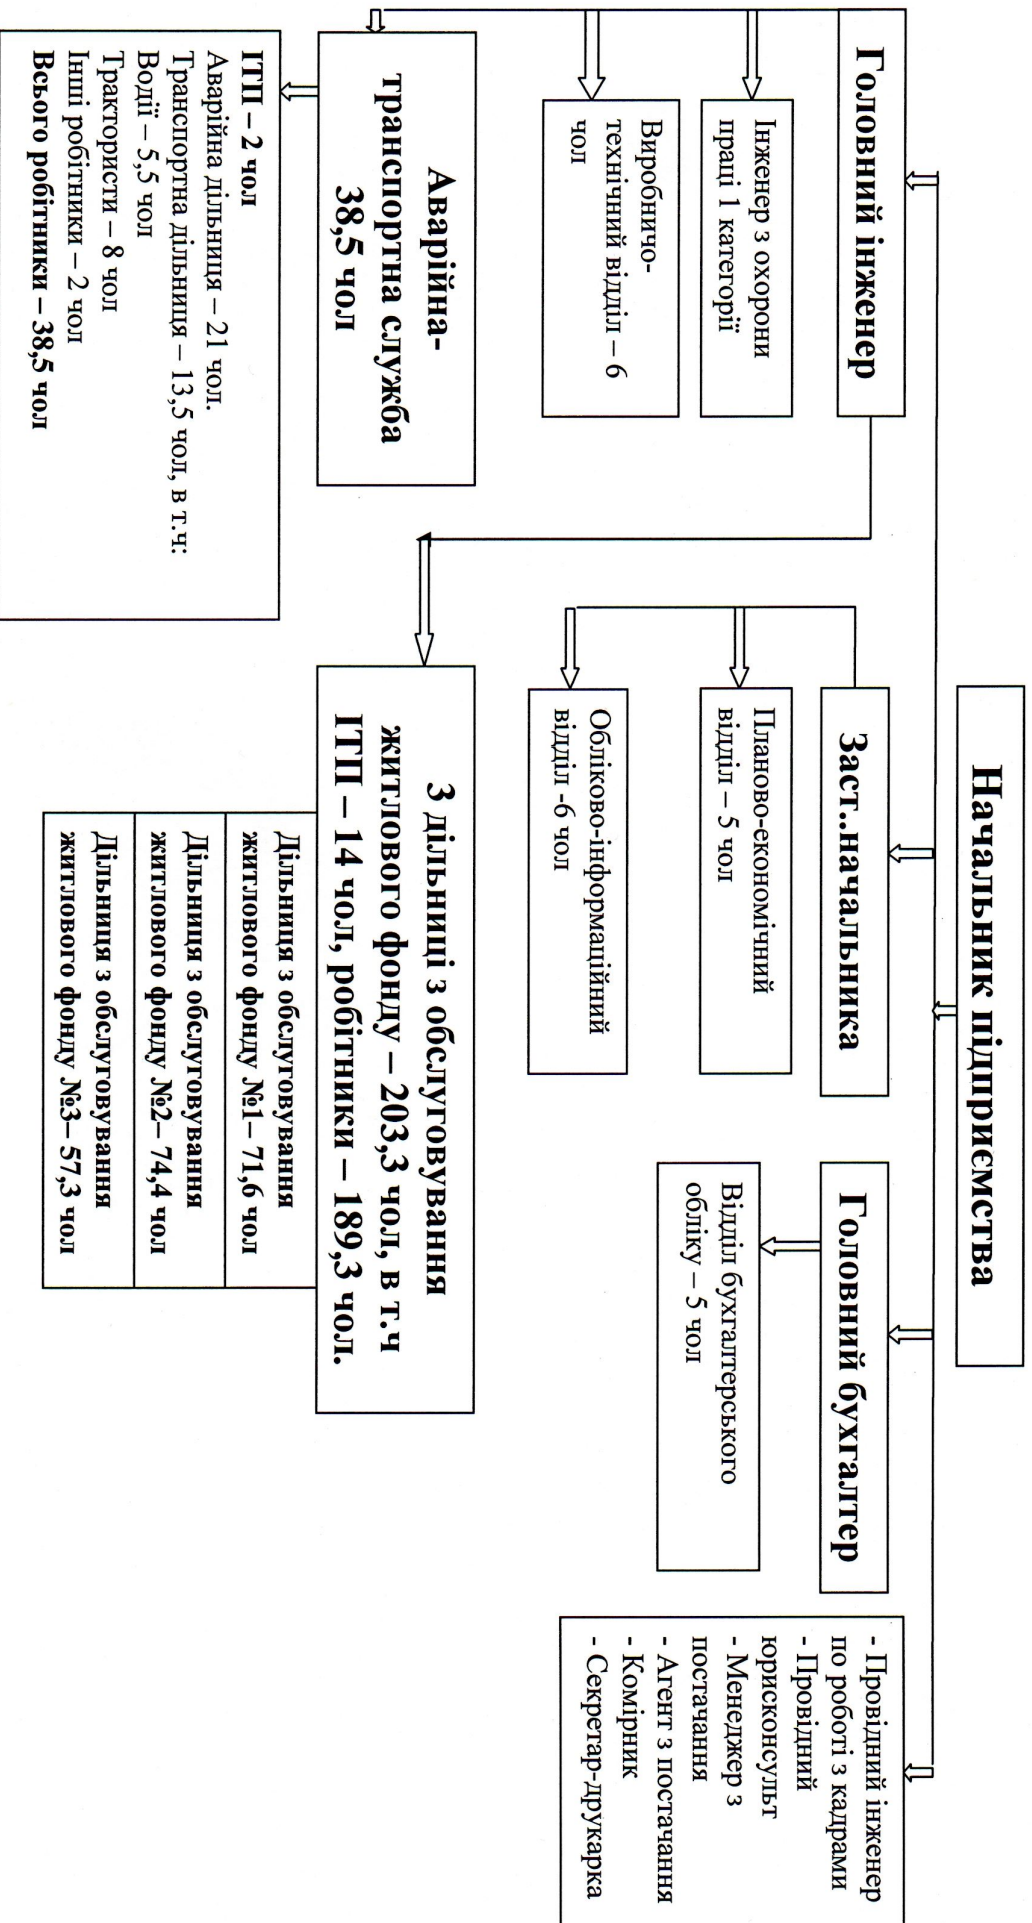 Начальник підприємства
Головний інженер
Інженер з охорони
праці 1 категорії
Виробничо-
технічний відділ – 6
чол
Аварійна-
транспортна служба
38,5 чол
ІТП – 2 чол
Аварійна дільниця – 21 чол.
Транспортна дільниця – 13,5 чол, в т.ч:
Водії – 5,5 чол
Трактористи – 8 чол
Інші робітники – 2 чол
Всього робітники – 38,5 чол
Заст..начальника
Планово-економічний
відділ – 5 чол
Обліково-інформаційний
відділ -6 чол
Головний бухгалтер
Відділ бухгалтерського
обліку – 5 чол
- Провідний інженер
по роботі з кадрами
- Провідний
юрисконсульт
- Менеджер з
постачання
- Агент з постачання
- Комірник
- Секретар-друкарка
3 дільниці з обслуговування
житлового фонду – 203,3 чол, в т.ч
ІТП – 14 чол, робітники – 189,3 чол.
Дільниця з обслуговування
житлового фонду №1– 71,6 чол
Дільниця з обслуговування
житлового фонду №2– 74,4 чол
Дільниця з обслуговування
житлового фонду №3– 57,3 чол